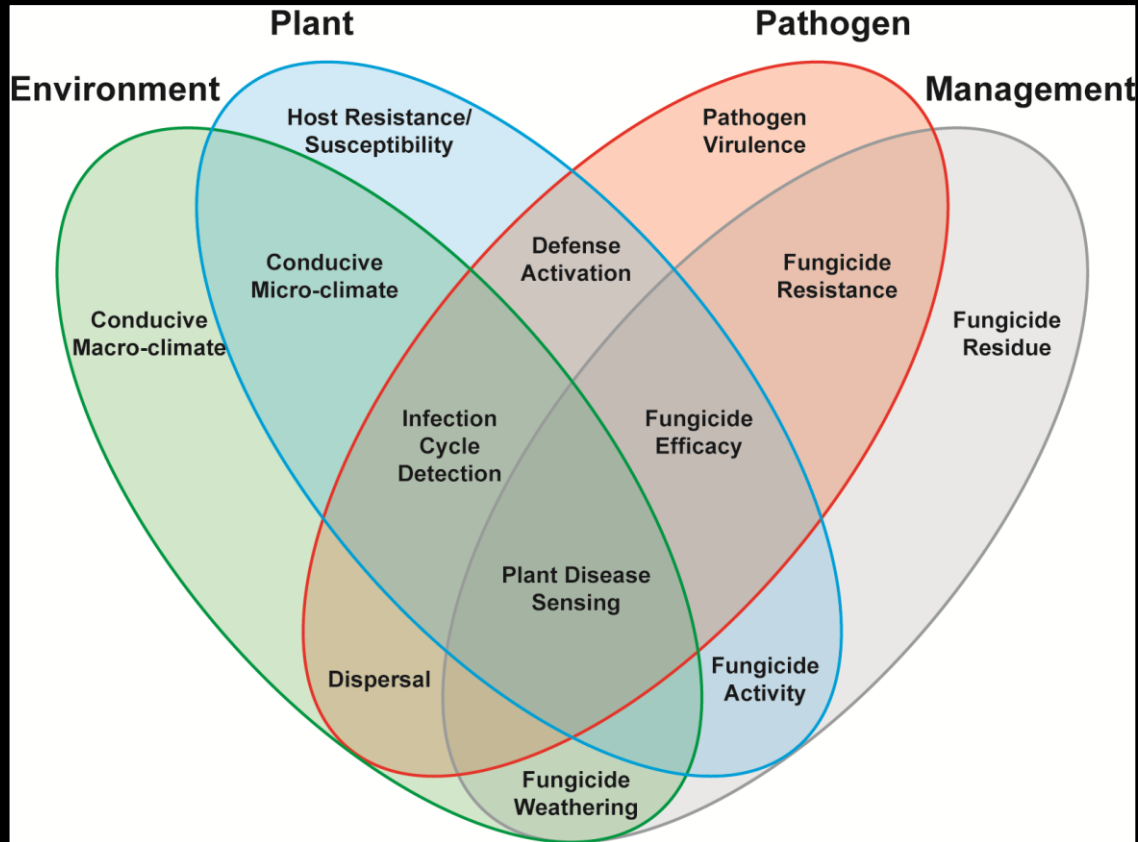 Plant
Pathogen
Environment
Management
Host Resistance/
Susceptibility
Pathogen
Virulence
Defense
Activation
Conducive
Micro-climate
Fungicide
Resistance
Conducive
Macro-climate
Fungicide
Residue
Infection
Cycle
Detection
Fungicide
Efficacy
Plant Disease
Sensing
Dispersal
Fungicide
Activity
Fungicide
Weathering